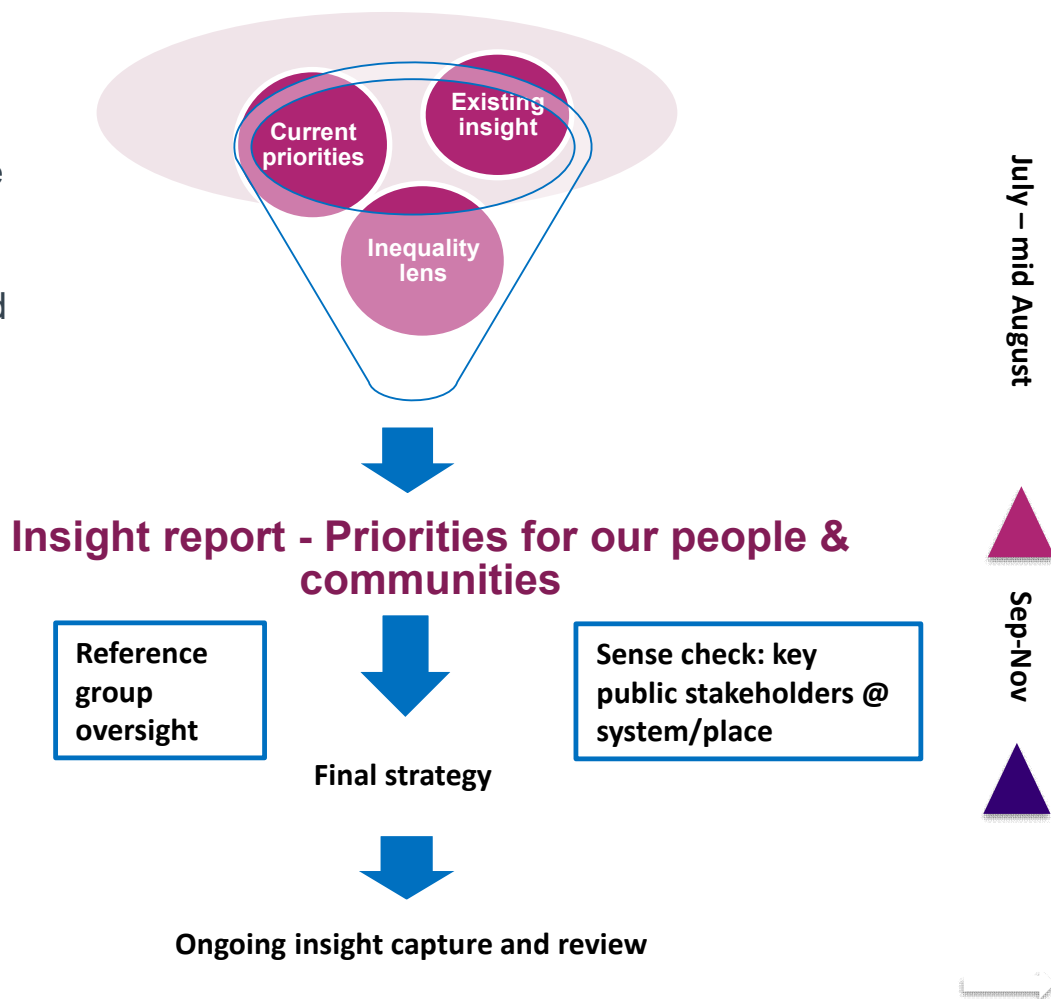 e
d
Current
priorities
Existing
insight
Inequality
lens
July – mid August
Insight report - Priorities for our people &
communities
Sep-Nov
Reference
group
oversight
Sense check: key
public stakeholders @
system/place
Final strategy
Ongoing insight capture and review